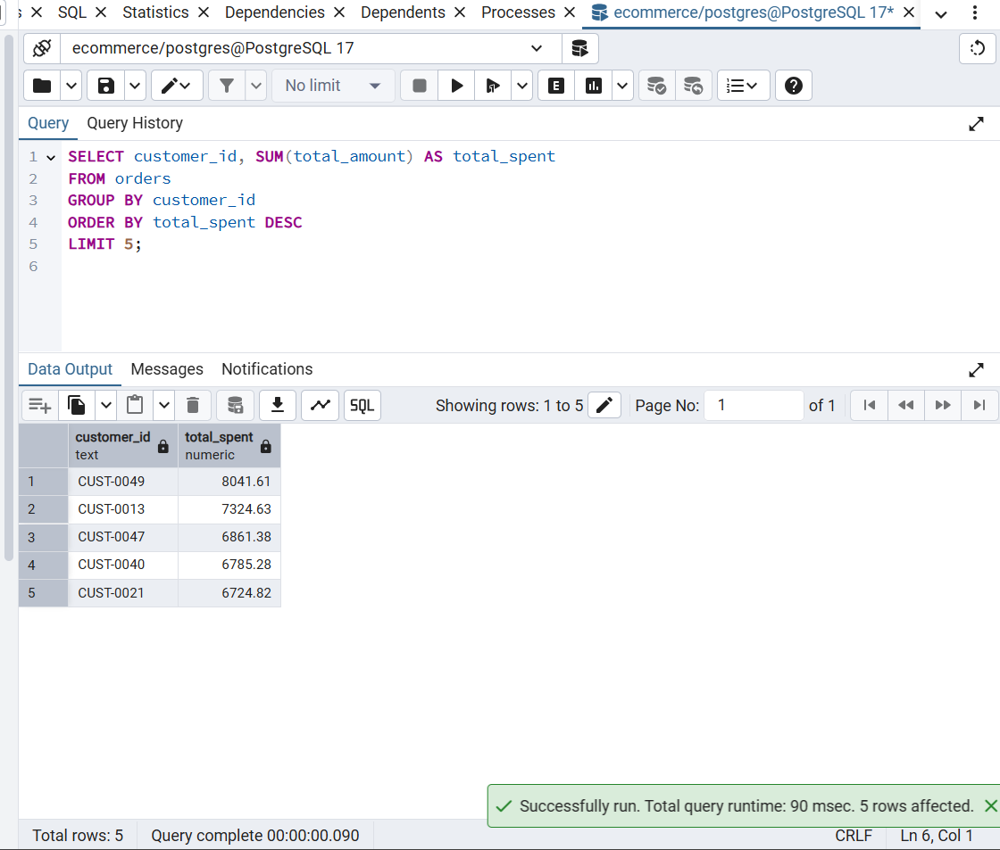 SQL Statistics Dependencies Dependents Processes ecommerce/postgres@PostgreSQL 17*
ecommerce/postgres@PostgreSQL 17
No limit
E
Query Query History
1 SELECT customer_id, SUM(total_amount) AS total_spent
2 FROM orders
3 GROUP BY customer_id
4 ORDER BY total_spent DESC
5 LIMIT 5;
6
Data Output Messages Notifications
SQL Showing rows: 1 to 5 Page No: 1 of 1
customer_id total_spent
text numeric
1 CUST-0049 8041.61
2 CUST-0013 7324.63
3 CUST-0047 6861.38
4 CUST-0040 6785.28
5 CUST-0021 6724.82
Successfully run. Total query runtime: 90 msec. 5 rows affected.
Total rows: 5 Query complete 00:00:00.090 CRLF Ln 6, Col 1